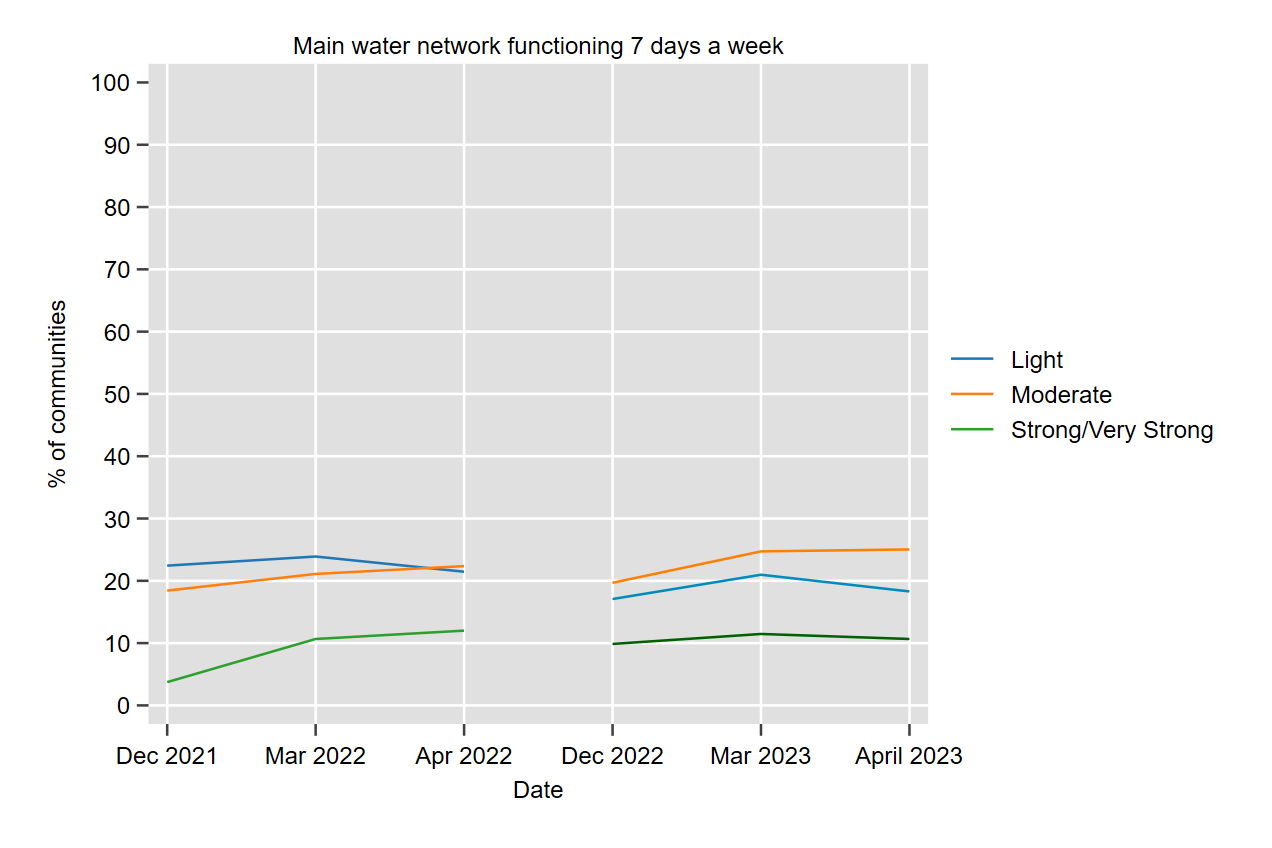 Main water network functioning 7 days a week
100
90
80
70
60
50
40
30
20
10
0
% of communities
Dec 2021 Mar 2022 Apr 2022 Dec 2022 Mar 2023 April 2023
Date
Light
Moderate
Strong/Very Strong